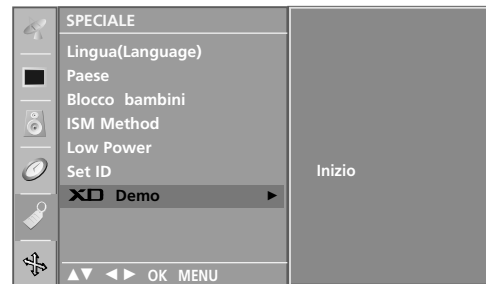 SPECIALE
Lingua(Language)
Paese
Blocco bambini
ISM Method
Low Power
Set ID
XD Demo ►
Inizio
▲▼ ◄► OK MENU